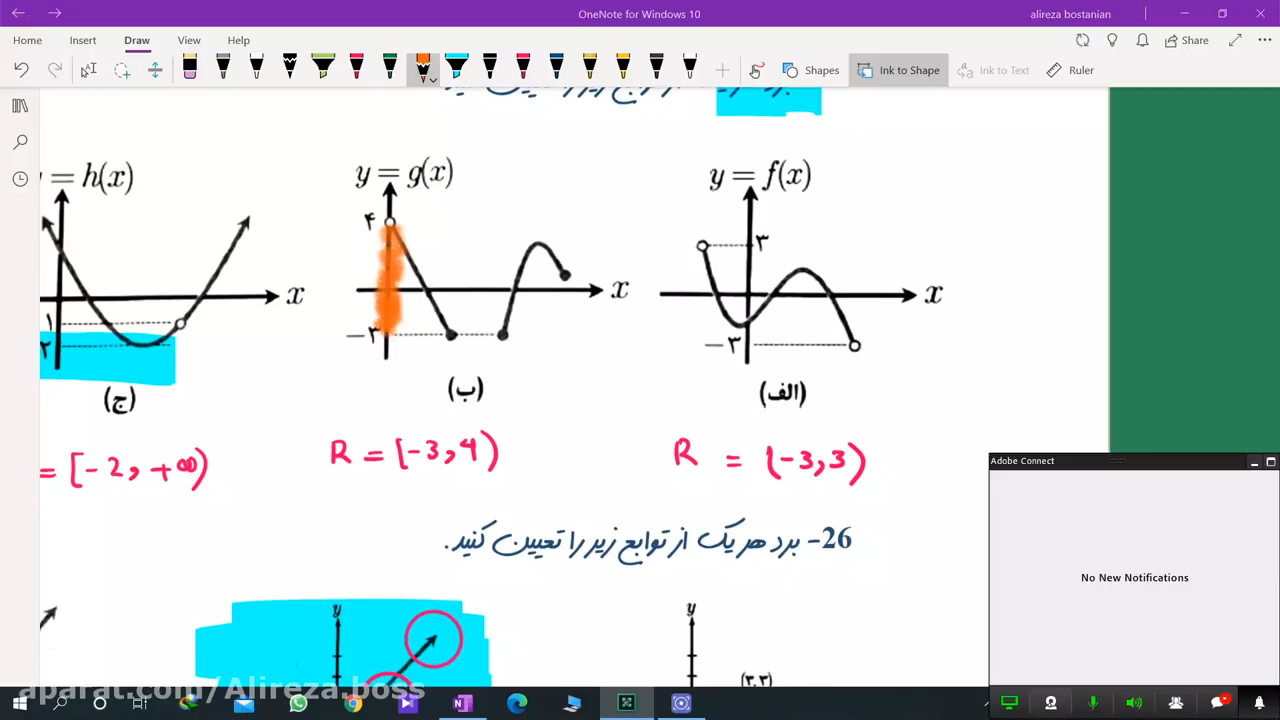 OneNote for Windows 10
alireza bostanian
Home Insert Draw View Help
Share
Shapes Ink to Shape Ink to Text Ruler
= h(x)
y = g(x)
y = f(x)
۴
۳
x
x
x
۱
۲
−۳
−۳
(ج)
(ب)
(الف)
= [-2, +∞)
R = [-3,4)
R = (-3,3)
Adobe Connect
26- برد هر یک از توابع زیر را تعیین کنید.
No New Notifications
y
y
(۳,۳)
aparat.com/Alireza.boss